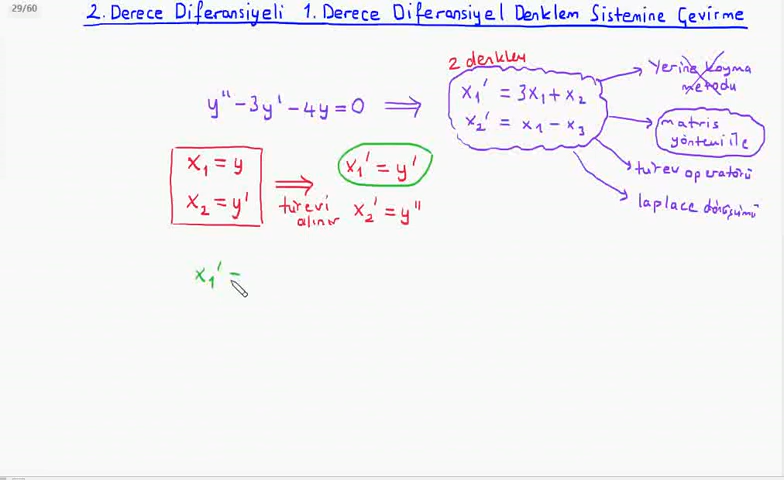 29/60
2. Derece Diferansiyeli 1. Derece Diferansiyel Denklem Sistemine Çevirme
2 denklem
y'' - 3y' - 4y = 0 ⟹
x₁' = 3x₁ + x₂
x₂' = x₁ - x₃
Yerine koyma
metodu
matris
yöntemi ile
türev operatörü
laplace dönüşümü
x₁ = y
x₂ = y'
⟹
türevi
alınır
x₁' = y'
x₂' = y''
x₁' =